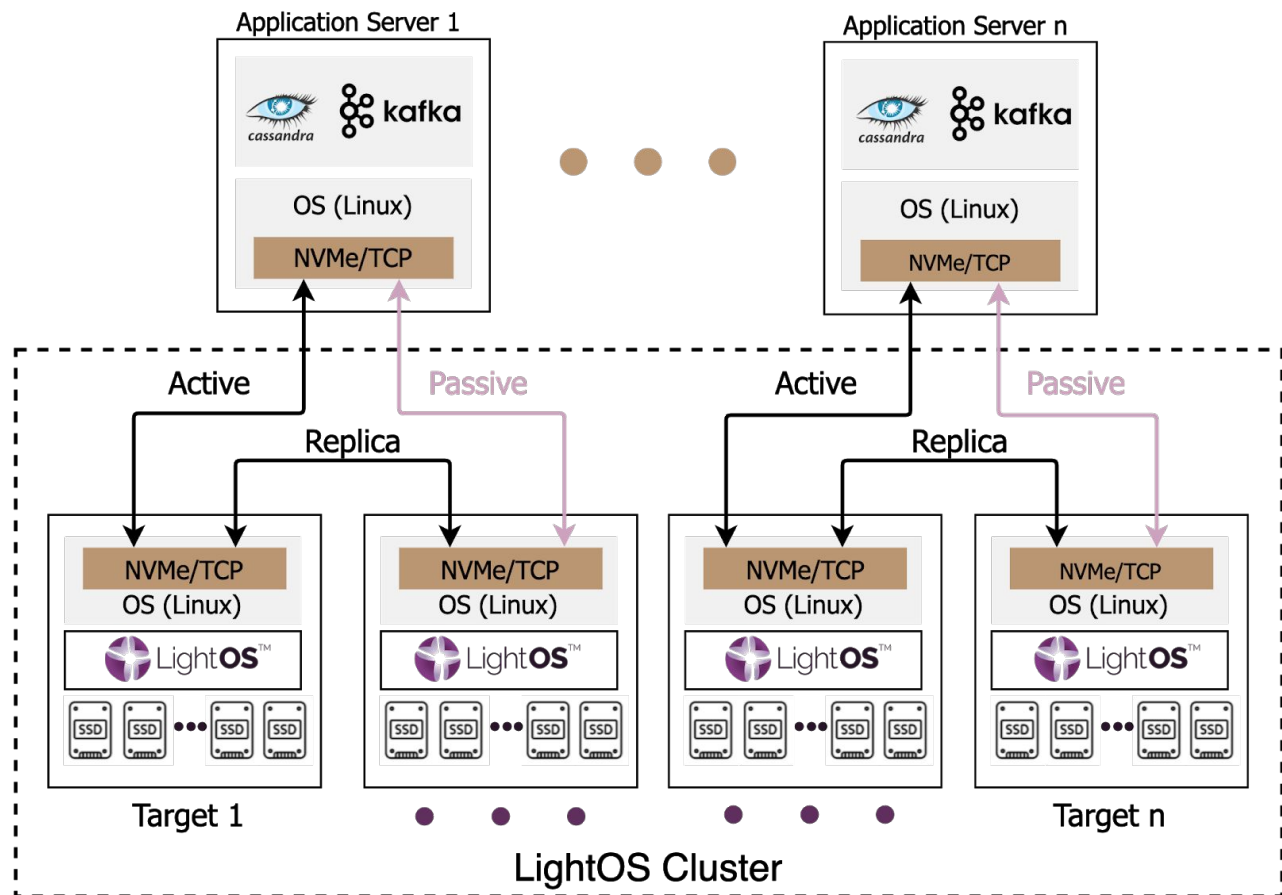 Application Server 1
Application Server n
cassandra
kafka
cassandra
kafka
OS (Linux)
OS (Linux)
NVMe/TCP
NVMe/TCP
Active
Passive
Active
Passive
Replica
Replica
NVMe/TCP
NVMe/TCP
NVMe/TCP
NVMe/TCP
OS (Linux)
OS (Linux)
OS (Linux)
OS (Linux)
LightOS™
LightOS™
LightOS™
LightOS™
SSD SSD SSD SSD
SSD SSD SSD SSD
SSD SSD SSD SSD
SSD SSD SSD SSD
Target 1
Target n
LightOS Cluster